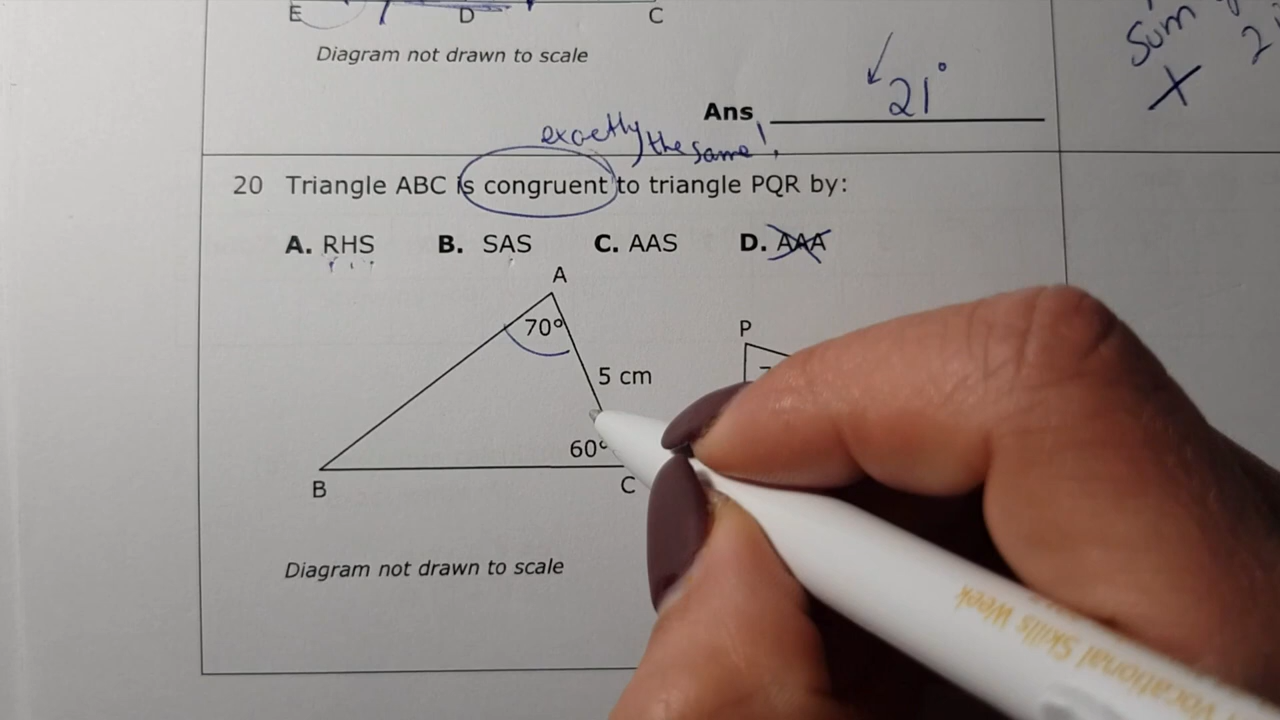 E D C
Diagram not drawn to scale
Sum
2
x
21°
Ans
exactly the same!
20 Triangle ABC is congruent to triangle PQR by:
A. RHS B. SAS C. AAS D. AAA
A
70°
P
5 cm
60°
B
C
Diagram not drawn to scale
Vocational Skills Week